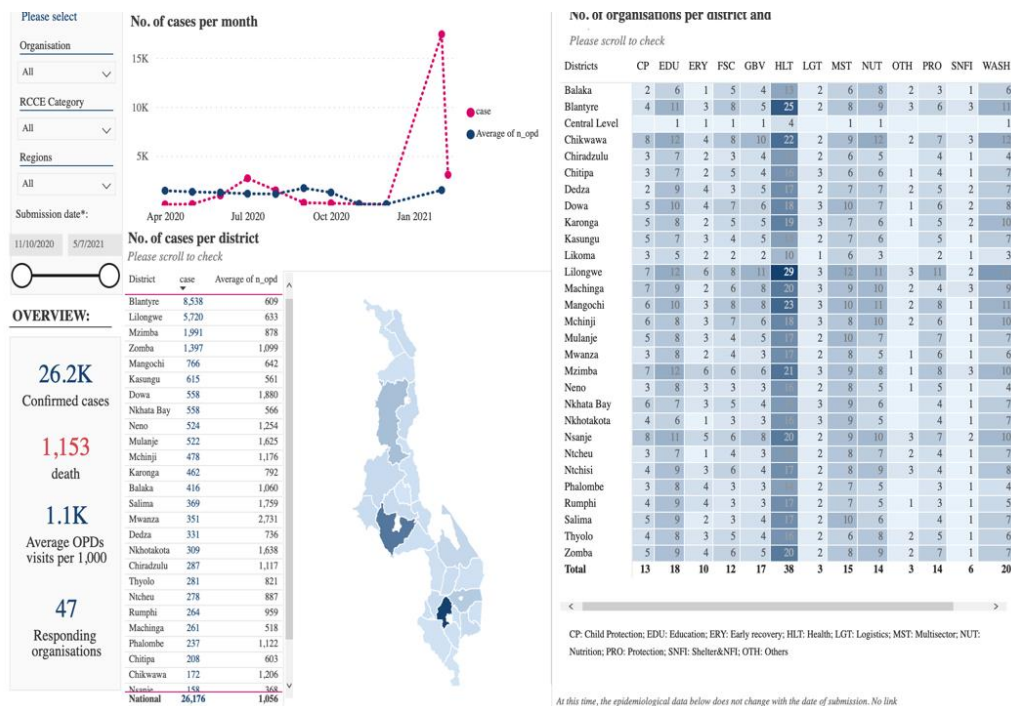 Please select
Organisation
All
RCCE Category
All
Regions
All
Submission date*:
11/10/2020 5/7/2021
OVERVIEW:
26.2K
Confirmed cases
1,153
death
1.1K
Average OPDs
visits per 1,000
47
Responding
organisations
No. of cases per month
15K
10K
5K
Apr 2020 Jul 2020 Oct 2020 Jan 2021
case
Average of n_opd
No. of cases per district
Please scroll to check
District case Average of n_opd
Blantyre 8,538 609
Lilongwe 5,720 633
Mzimba 1,991 878
Zomba 1,397 1,099
Mangochi 766 642
Kasungu 615 561
Dowa 558 1,880
Nkhata Bay 558 566
Neno 524 1,254
Mulanje 522 1,625
Mchinji 478 1,176
Karonga 462 792
Balaka 416 1,060
Salima 369 1,759
Mwanza 351 2,731
Dedza 331 736
Nkhotakota 309 1,638
Chiradzulu 287 1,117
Thyolo 281 821
Ntcheu 278 887
Rumphi 264 959
Machinga 261 518
Phalombe 237 1,122
Chitipa 208 603
Chikwawa 172 1,206
Nsanje 158 368
National 26,176 1,056
No. of organisations per district and
Please scroll to check
Districts CP EDU ERY FSC GBV HLT LGT MST NUT OTH PRO SNFI WASH
Balaka 2 6 1 5 4 13 2 6 8 2 3 1 6
Blantyre 4 11 3 8 5 25 2 8 9 3 6 3 11
Central Level 1 1 1 1 4 1 1 1
Chikwawa 8 12 4 8 10 22 2 9 12 2 7 3 12
Chiradzulu 3 7 2 3 4 2 6 5 4 1 4
Chitipa 3 7 2 5 4 16 3 6 6 1 4 1 7
Dedza 2 9 4 3 5 17 2 7 7 2 5 2 7
Dowa 5 10 4 7 6 18 3 10 7 1 6 2 8
Karonga 5 8 2 5 5 19 3 7 6 1 5 2 10
Kasungu 5 7 3 4 5 2 7 6 5 1 7
Likoma 3 5 2 2 2 10 1 6 3 2 1 3
Lilongwe 7 12 6 8 11 29 3 12 11 3 11 2
Machinga 7 9 2 6 8 20 3 9 10 2 4 3 9
Mangochi 6 10 3 8 8 23 3 10 11 2 8 1 11
Mchinji 6 8 3 7 6 18 3 8 10 2 6 1 10
Mulanje 5 8 3 4 5 17 2 10 7 7 1 7
Mwanza 3 8 2 4 3 17 2 8 5 1 6 1 6
Mzimba 7 12 6 6 6 21 3 9 8 1 8 3 10
Neno 3 8 3 3 3 16 2 8 5 1 5 1 4
Nkhata Bay 6 7 3 5 4 3 9 6 4 1 7
Nkhotakota 4 6 1 3 3 3 9 5 4 1 7
Nsanje 8 11 5 6 8 20 2 9 10 3 7 2 10
Ntcheu 3 7 1 4 3 2 8 7 2 4 1 7
Ntchisi 4 9 3 6 4 17 2 8 9 3 4 1 8
Phalombe 3 8 4 3 3 2 7 5 3 1 4
Rumphi 4 9 4 3 3 17 2 7 5 1 3 1 5
Salima 5 9 2 3 4 17 2 10 6 4 1 7
Thyolo 4 8 3 5 4 16 2 6 8 2 5 1 6
Zomba 5 9 4 6 5 20 2 8 9 2 7 1 7
Total 13 18 10 12 17 38 3 15 14 3 14 6 20
CP: Child Protection; EDU: Education; ERY: Early recovery; HLT: Health; LGT: Logistics; MST: Multisector; NUT:
Nutrition; PRO: Protection; SNFI: Shelter&NFI; OTH: Others
At this time, the epidemiological data below does not change with the date of submission. No link